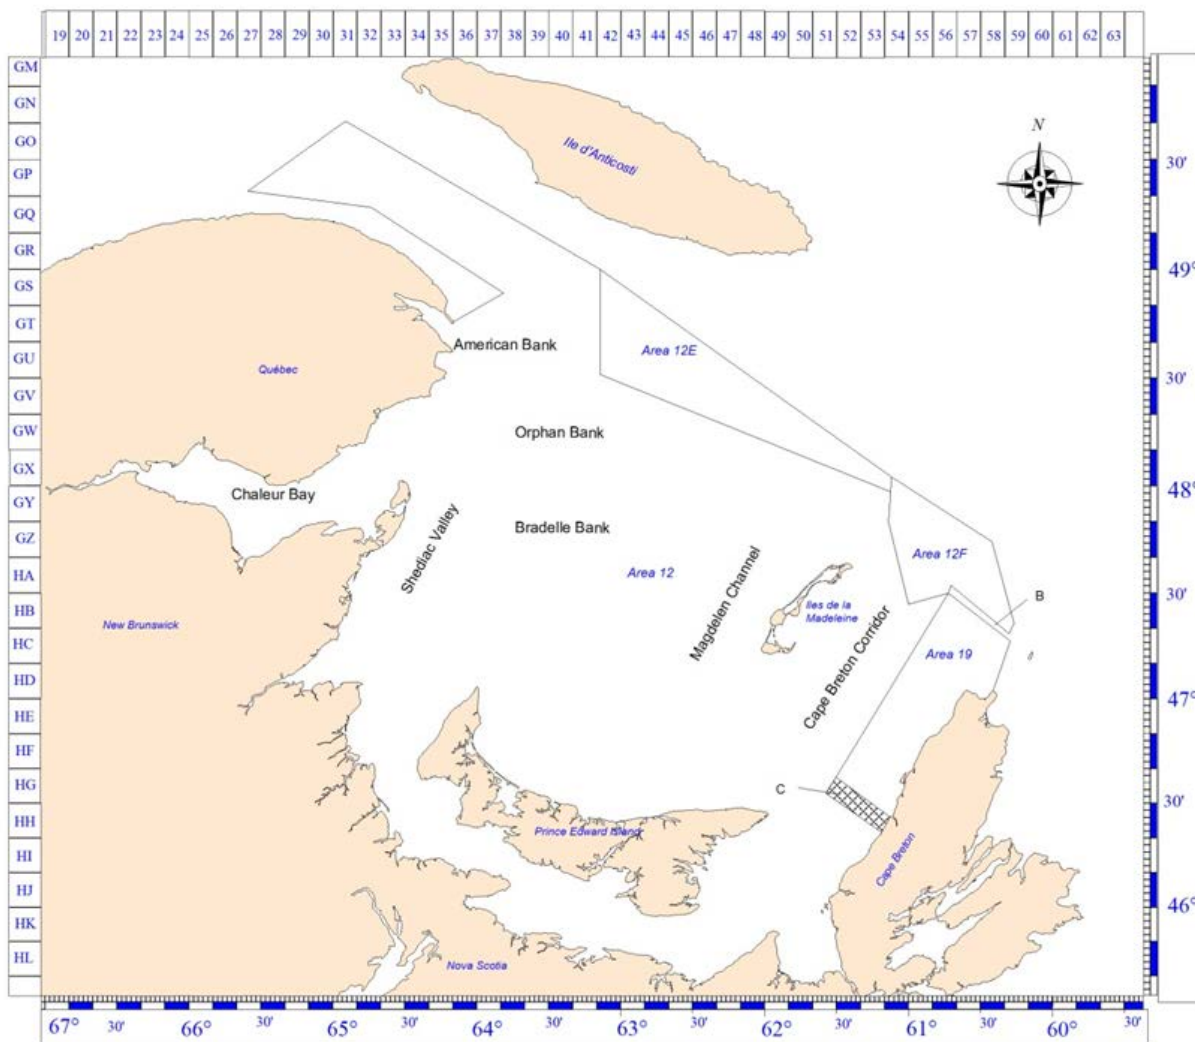 19 20 21 22 23 24 25 26 27 28 29 30 31 32 33 34 35 36 37 38 39 40 41 42 43 44 45 46 47 48 49 50 51 52 53 54 55 56 57 58 59 60 61 62 63
GM
GN
GO
GP
GQ
GR
GS
GT
GU
GV
GW
GX
GY
GZ
HA
HB
HC
HD
HE
HF
HG
HH
HI
HJ
HK
HL
N
Ile d'Anticosti
American Bank
Area 12E
Québec
Orphan Bank
Chaleur Bay
Shediac Valley
Bradelle Bank
Area 12
Magdelen Channel
Area 12F
B
Iles de la
Madeleine
New Brunswick
Cape Breton Corridor
Area 19
C
Prince Edward Island
Cape Breton
Nova Scotia
30'
49°
30'
48°
30'
47°
30'
46°
67° 30' 66° 30' 65° 30' 64° 30' 63° 30' 62° 30' 61° 30' 60° 30'